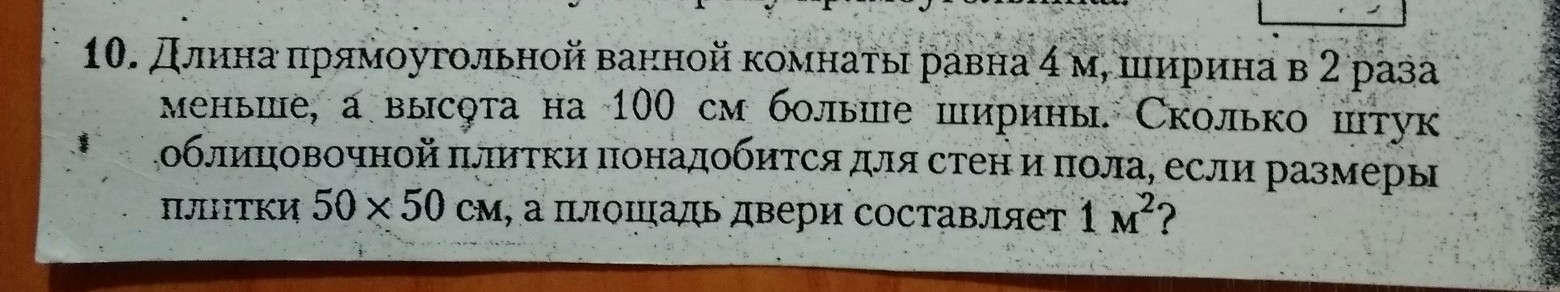 10. Длина прямоугольной ванной комнаты равна 4 м, ширина в 2 раза
меньше, а высота на 100 см больше ширины. Сколько штук
облицовочной плитки понадобится для стен и пола, если размеры
плитки 50 × 50 см, а площадь двери составляет 1 м²?